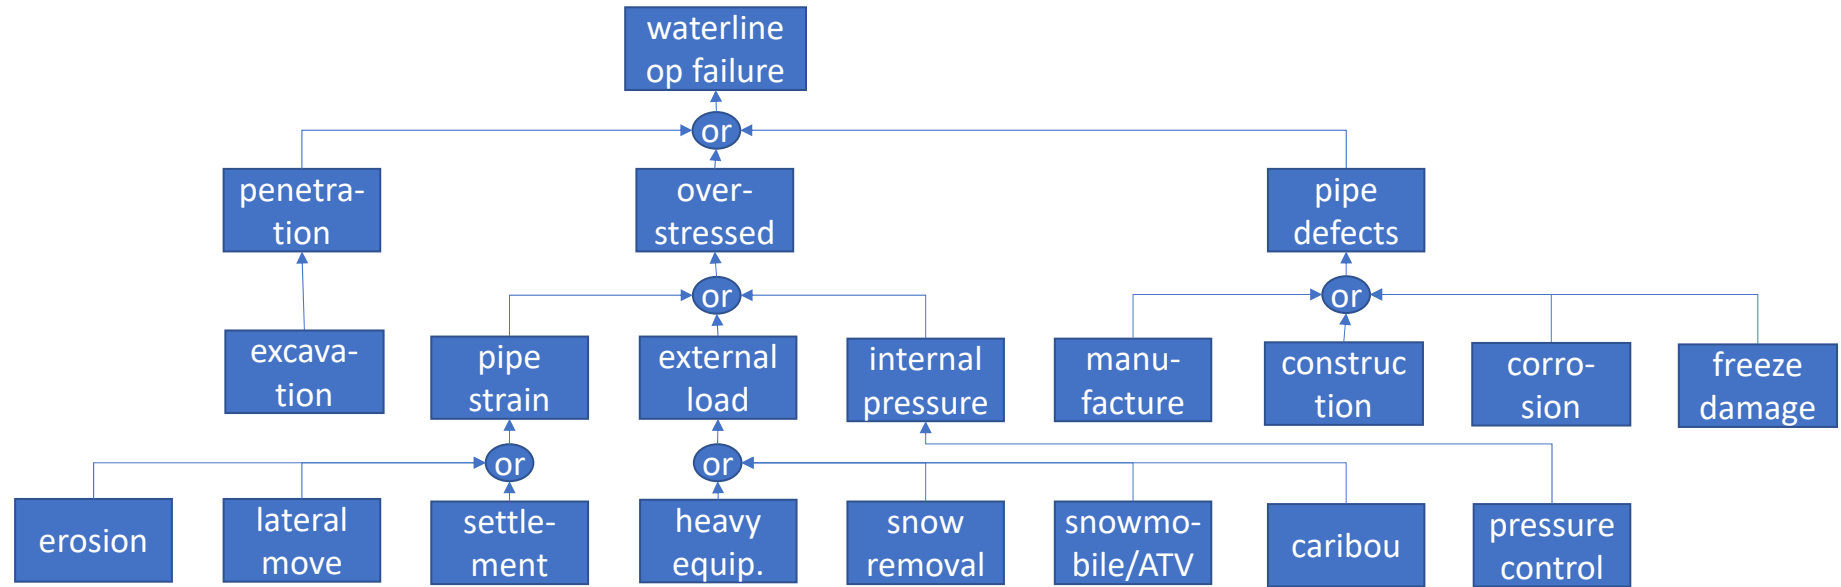 waterline
op failure
or
penetra-
tion
over-
stressed
pipe
defects
or
or
excava-
tion
pipe
strain
external
load
internal
pressure
manu-
facture
construc
tion
corro-
sion
freeze
damage
or
or
erosion
lateral
move
settle-
ment
heavy
equip.
snow
removal
snowmo-
bile/ATV
caribou
pressure
control